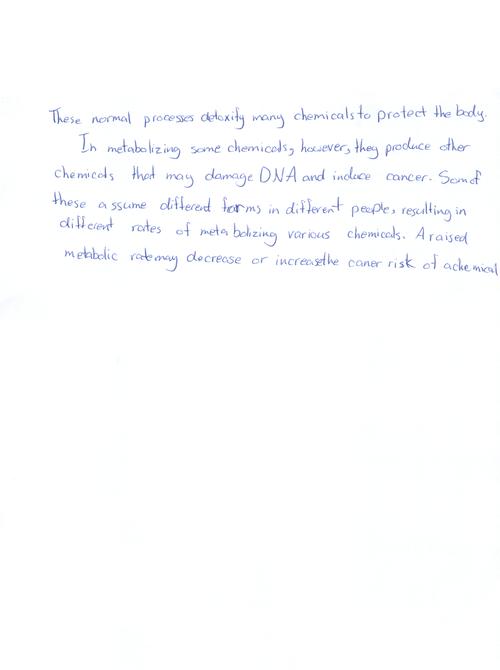 These normal processes detoxify many chemicals to protect the body.
In metabolizing some chemicals, however, they produce other
chemicals that may damage DNA and induce cancer. Som of
these assume different forms in different people, resulting in
different rates of metabolizing various chemicals. A raised
metabolic rate may decrease or increase the caner risk of a chemical